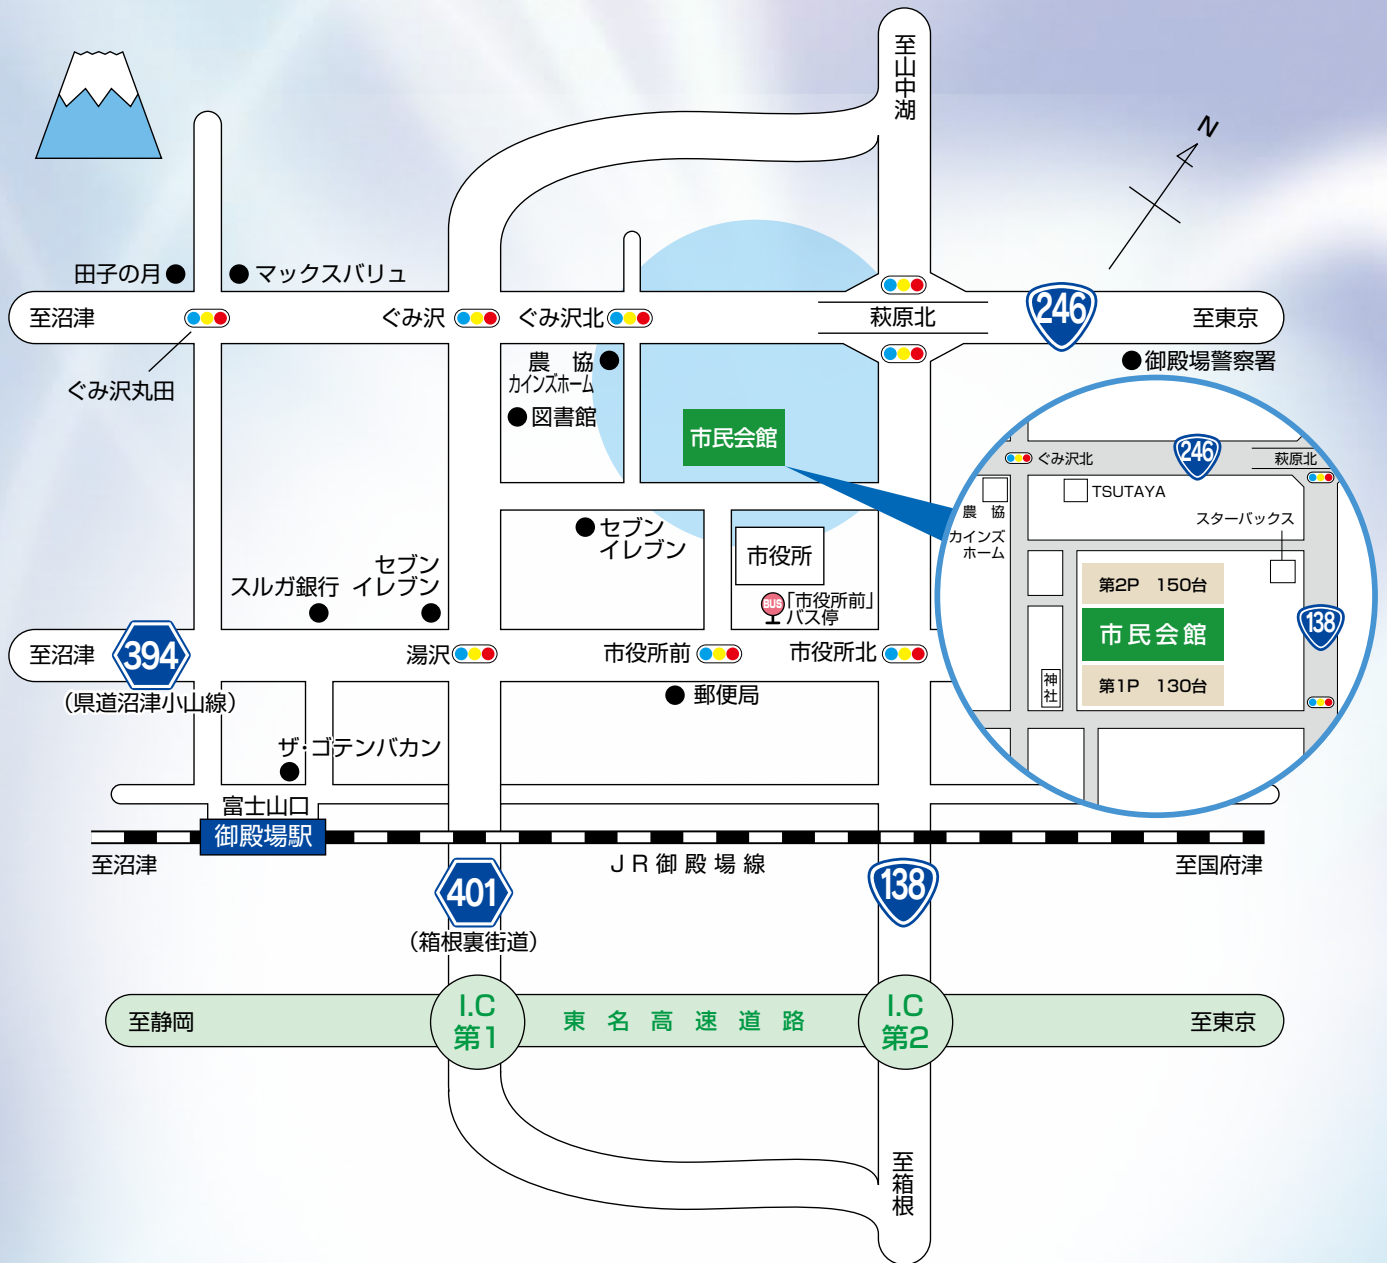 至山中湖
N
田子の月
マックスバリュ
至沼津
ぐみ沢
ぐみ沢北
萩原北
246
至東京
ぐみ沢丸田
農　協
カインズホーム
図書館
御殿場警察署
市民会館
セブン
イレブン
市役所
BUS
「市役所前」
バス停
スルガ銀行
セブン
イレブン
至沼津
394
（県道沼津小山線）
湯沢
市役所前
市役所北
郵便局
ザ・ゴテンバカン
富士山口
御殿場駅
至沼津
JR御殿場線
至国府津
401
（箱根裏街道）
138
至静岡
I.C
第1
東名高速道路
I.C
第2
至東京
至箱根
ぐみ沢北
246
萩原北
農　協
カインズ
ホーム
TSUTAYA
スターバックス
第2P　150台
市民会館
第1P　130台
神社
138